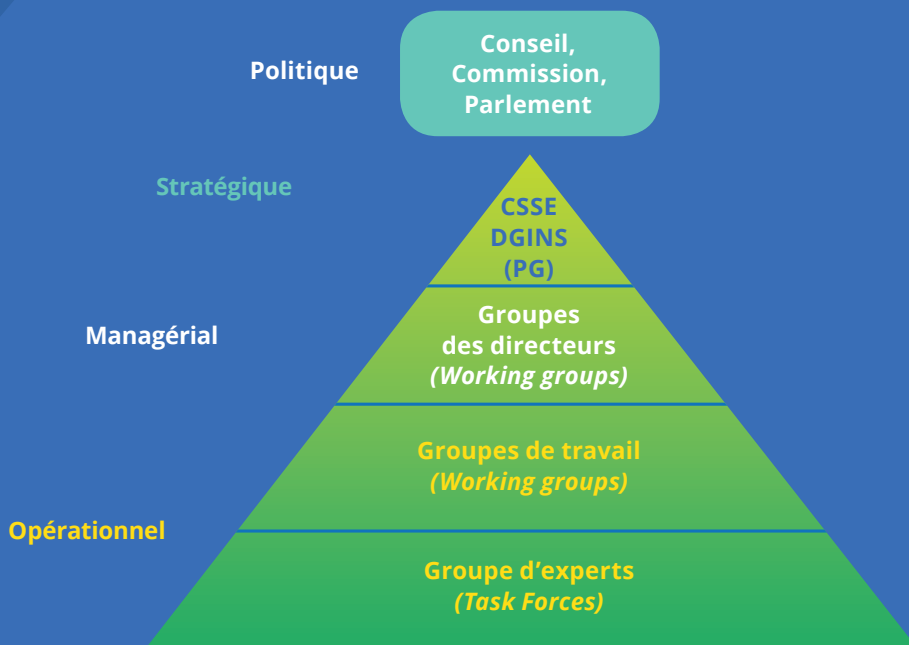 Politique
Conseil,
Commission,
Parlement
Stratégique
CSSE
DGINS
(PG)
Managérial
Groupes
des directeurs
(Working groups)
Groupes de travail
(Working groups)
Opérationnel
Groupe d’experts
(Task Forces)